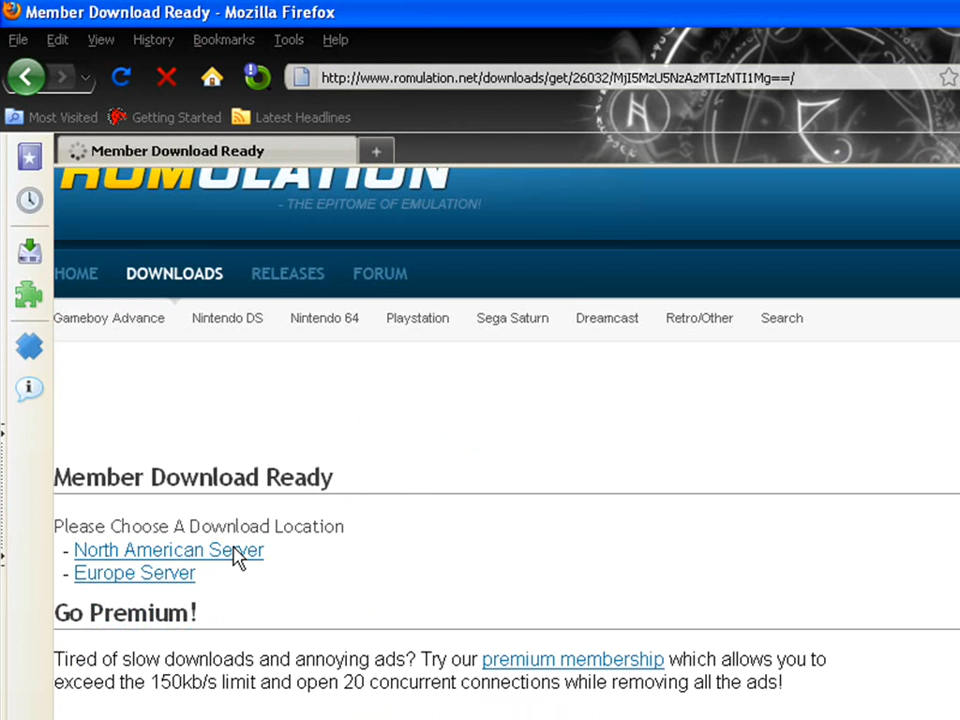 Member Download Ready - Mozilla Firefox
File Edit View History Bookmarks Tools Help
http://www.romulation.net/downloads/get/26032/MjI5MzU5NzAzMTIzNTI1Mg==/
Most Visited Getting Started Latest Headlines
Member Download Ready
ROMULATION
- THE EPITOME OF EMULATION!
HOME DOWNLOADS RELEASES FORUM
Gameboy Advance Nintendo DS Nintendo 64 Playstation Sega Saturn Dreamcast Retro/Other Search
Member Download Ready
Please Choose A Download Location
- North American Server
- Europe Server
Go Premium!
Tired of slow downloads and annoying ads? Try our premium membership which allows you to
exceed the 150kb/s limit and open 20 concurrent connections while removing all the ads!